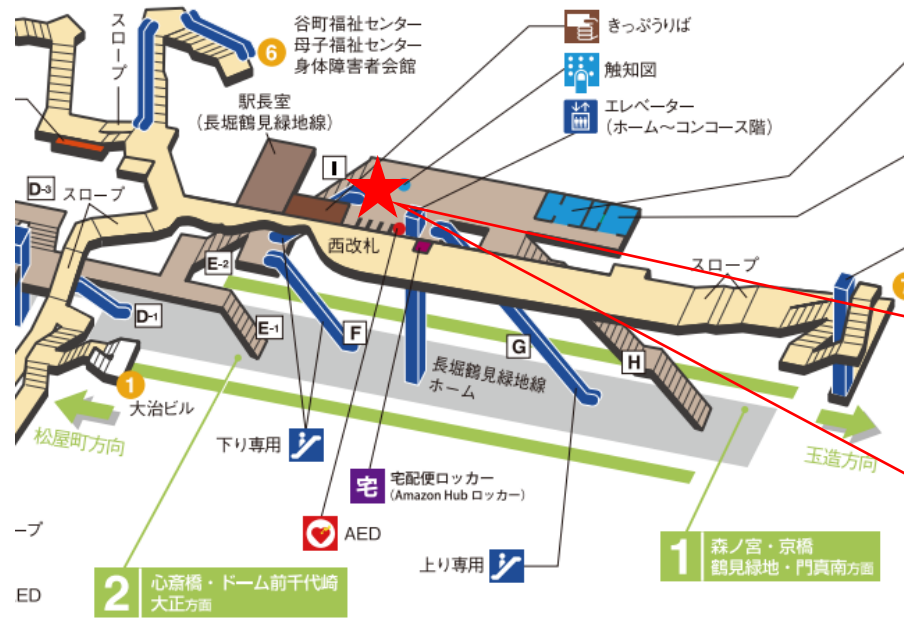 谷町福祉センター
母子福祉センター
身体障害者会館
6
スロープ
きっぷうりば
触知図
エレベーター
(ホーム〜コンコース階)
駅長室
(長堀鶴見緑地線)
I
D-3
スロープ
西改札
スロープ
7
E-2
D-1
E-1
F
G
H
長堀鶴見緑地線
ホーム
1
大治ビル
松屋町方向
玉造方向
下り専用
宅
宅配便ロッカー
(Amazon Hub ロッカー)
AED
上り専用
ープ
ED
2
心斎橋・ドーム前千代崎
大正方面
1
森ノ宮・京橋
鶴見緑地・門真南方面